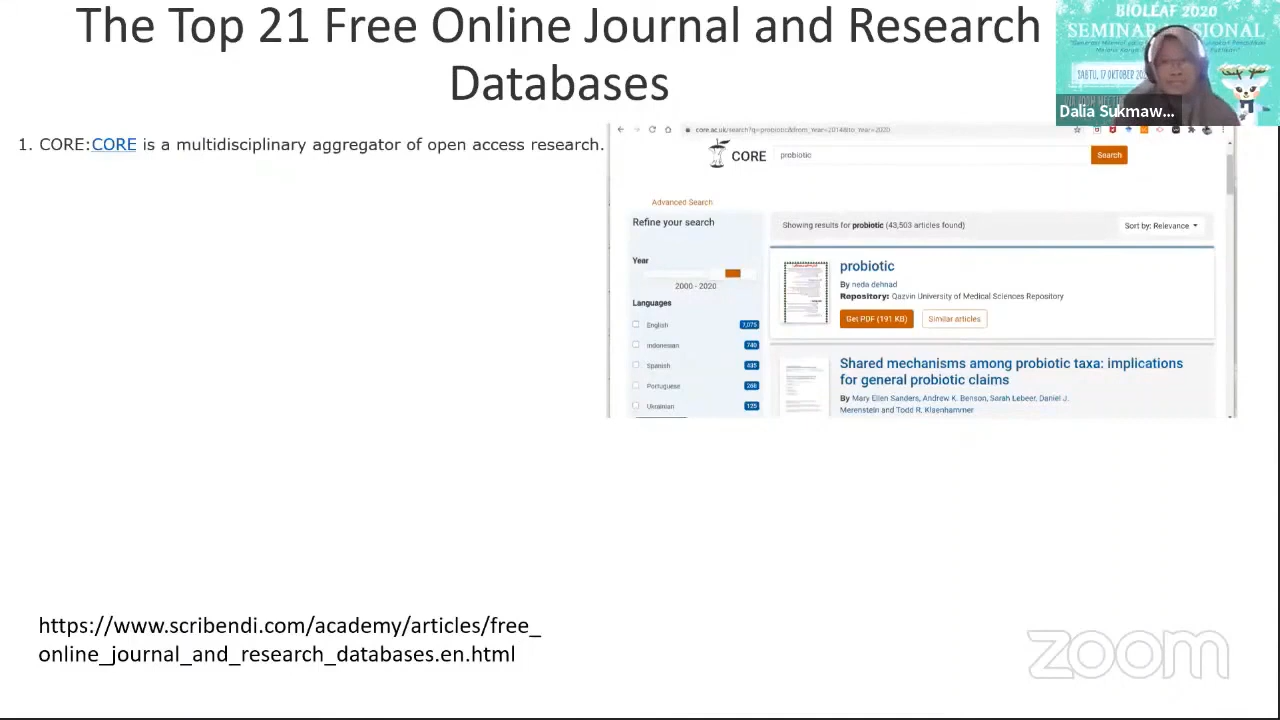 The Top 21 Free Online Journal and Research
Databases
BIOLEAF 2020
SEMINAR
SABTU, 17 OKTOBER
Dalia Sukmaw...
1. CORE:CORE is a multidisciplinary aggregator of open access research.
CORE
probiotic
Search
Advanced Search
Refine your search
Showing results for probiotic (43,503 articles found)
Sort by: Relevance
Year
2000 - 2020
Languages
English 7,075
Indonesian 740
Spanish 435
Portuguese
Ukrainian 125
probiotic
By neda dehnad
Repository: Qazvin University of Medical Sciences Repository
Get PDF (191 KB)
Similar articles
Shared mechanisms among probiotic taxa: implications
for general probiotic claims
By Mary Ellen Sanders, Andrew K. Benson, Sarah Lebeer, Daniel J.
Merenstein and Todd R. Klaenhammer
https://www.scribendi.com/academy/articles/free_
online_journal_and_research_databases.en.html
zoom